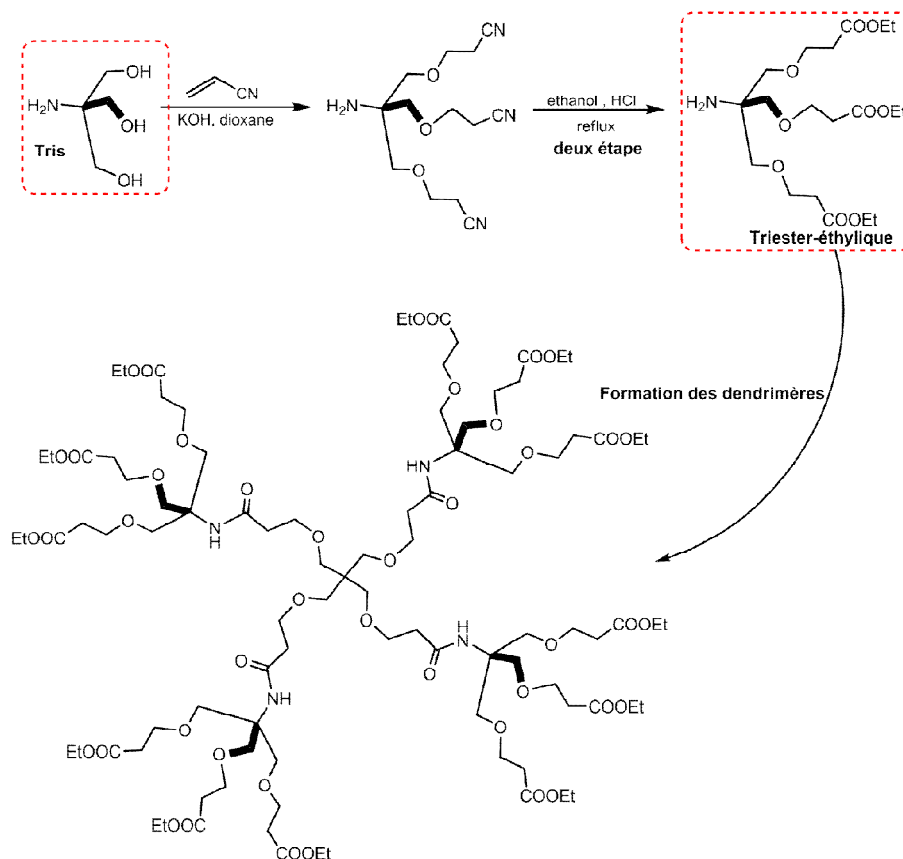 OH
H2N
OH
OH
Tris
CN
KOH, dioxane
CN
O
H2N
O
CN
O
CN
ethanol , HCl
reflux
deux étape
COOEt
O
H2N
COOEt
O
O
COOEt
Triester-éthylique
Formation des dendrimères
EtOOC
COOEt
O
O
COOEt
O
HN
O
O
EtOOC
O
EtOOC
O
EtOOC
O
N
H
O
O
O
O
H
N
O
O
COOEt
O
COOEt
O
COOEt
O
O
NH
EtOOC
O
EtOOC
O
O
EtOOC
COOEt